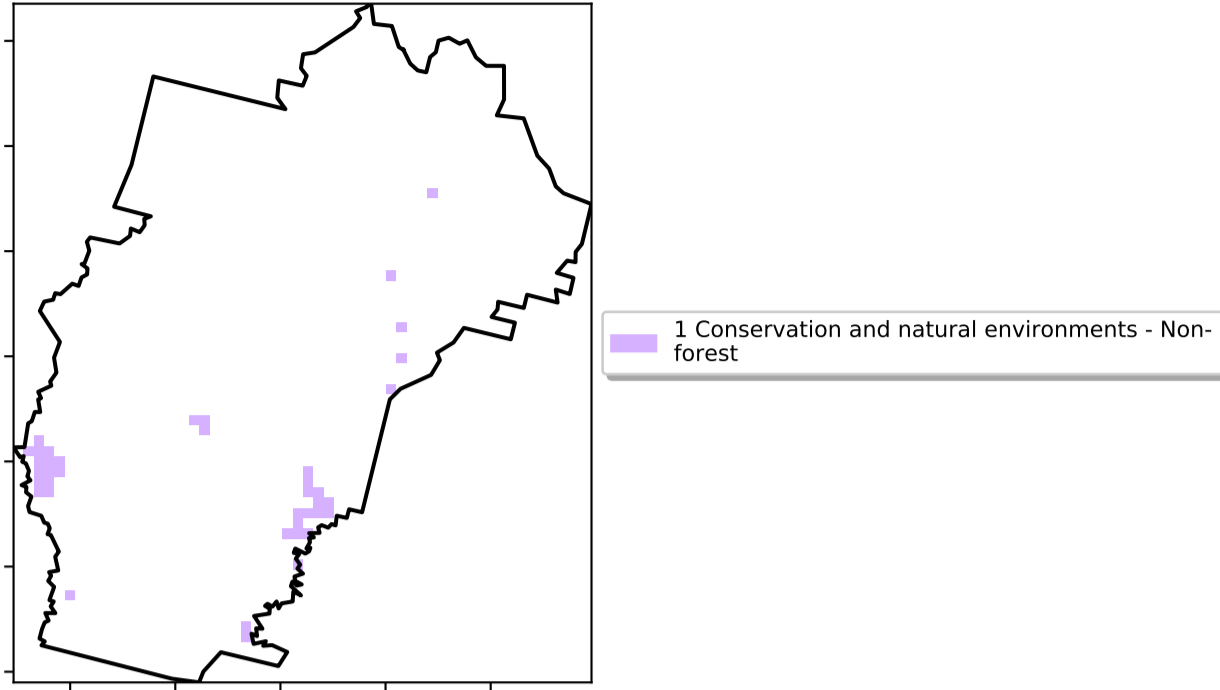 1 Conservation and natural environments - Non-
forest